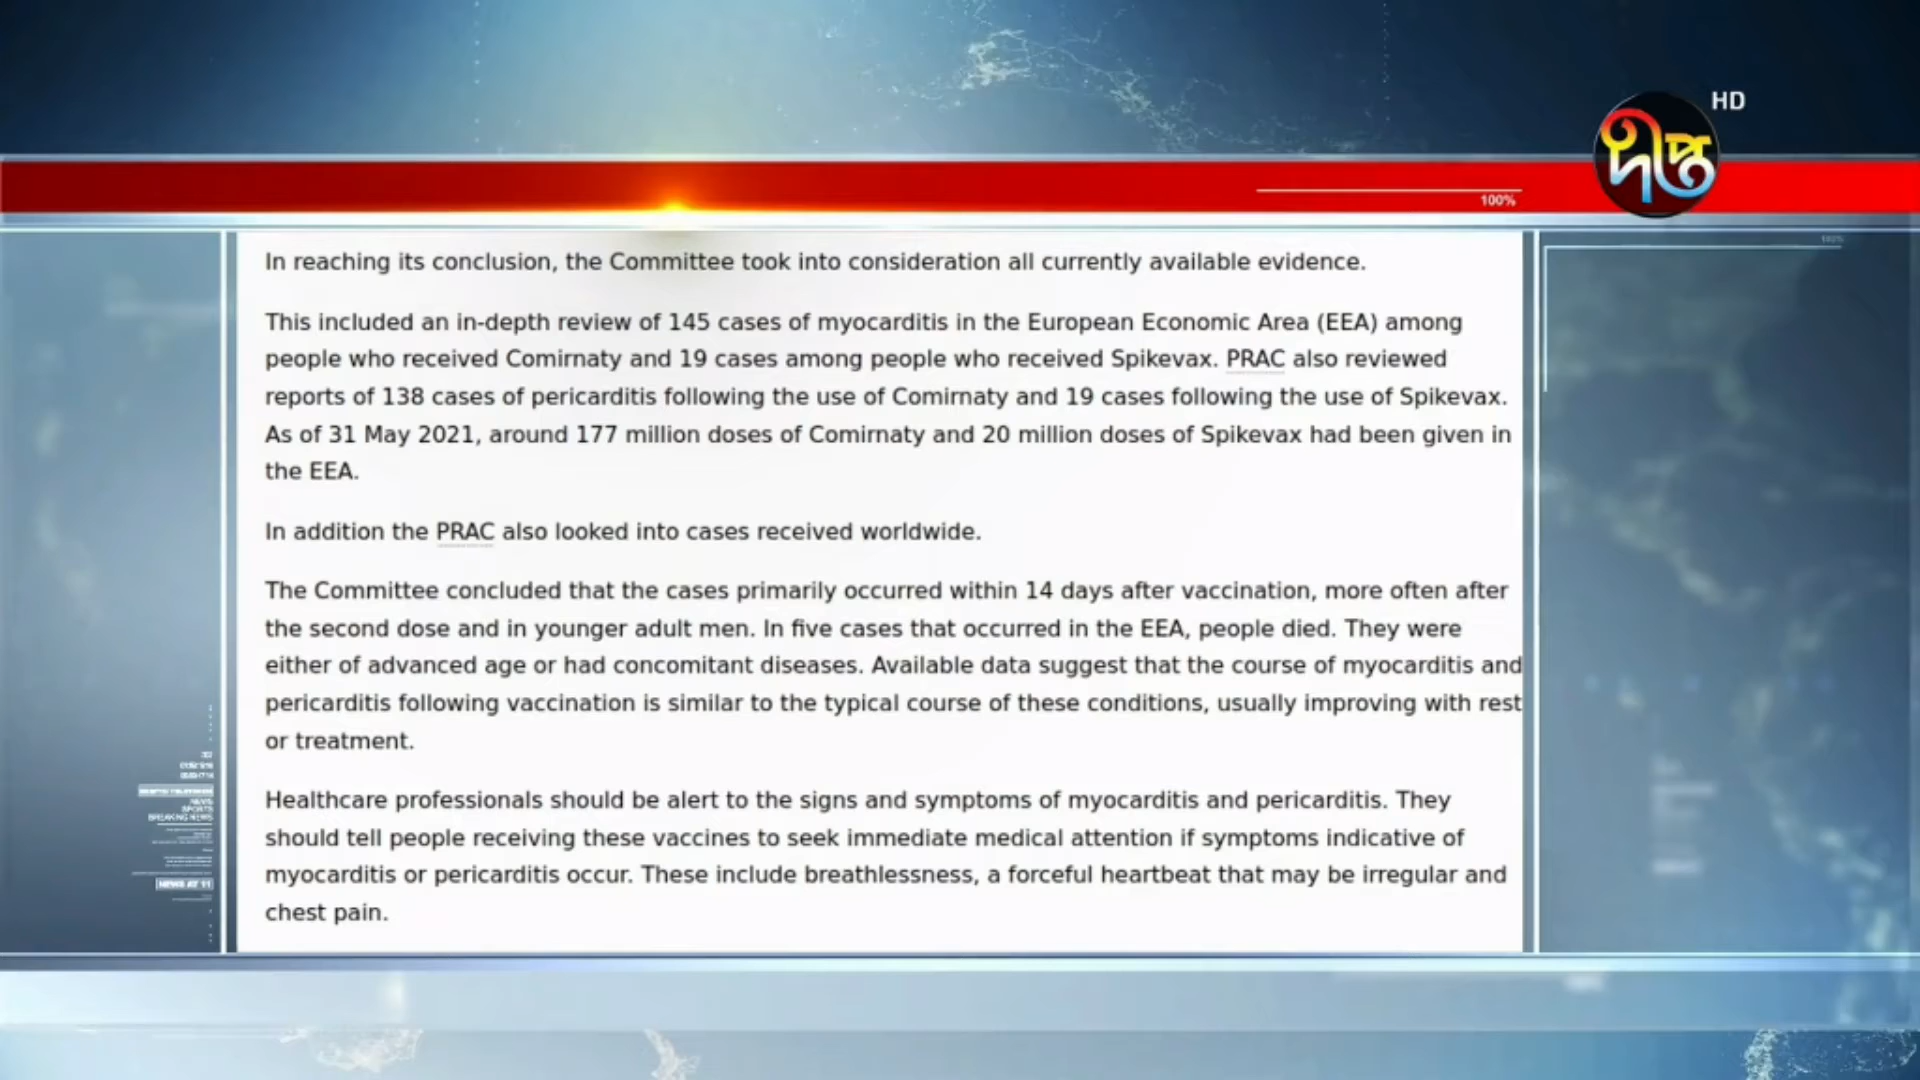 HD
দীপ্ত
100%
In reaching its conclusion, the Committee took into consideration all currently available evidence.
This included an in-depth review of 145 cases of myocarditis in the European Economic Area (EEA) among
people who received Comirnaty and 19 cases among people who received Spikevax. PRAC also reviewed
reports of 138 cases of pericarditis following the use of Comirnaty and 19 cases following the use of Spikevax.
As of 31 May 2021, around 177 million doses of Comirnaty and 20 million doses of Spikevax had been given in
the EEA.
In addition the PRAC also looked into cases received worldwide.
The Committee concluded that the cases primarily occurred within 14 days after vaccination, more often after
the second dose and in younger adult men. In five cases that occurred in the EEA, people died. They were
either of advanced age or had concomitant diseases. Available data suggest that the course of myocarditis and
pericarditis following vaccination is similar to the typical course of these conditions, usually improving with rest
or treatment.
Healthcare professionals should be alert to the signs and symptoms of myocarditis and pericarditis. They
should tell people receiving these vaccines to seek immediate medical attention if symptoms indicative of
myocarditis or pericarditis occur. These include breathlessness, a forceful heartbeat that may be irregular and
chest pain.
NEWS
SPORTS
BREAKING NEWS
NEWS AT 11